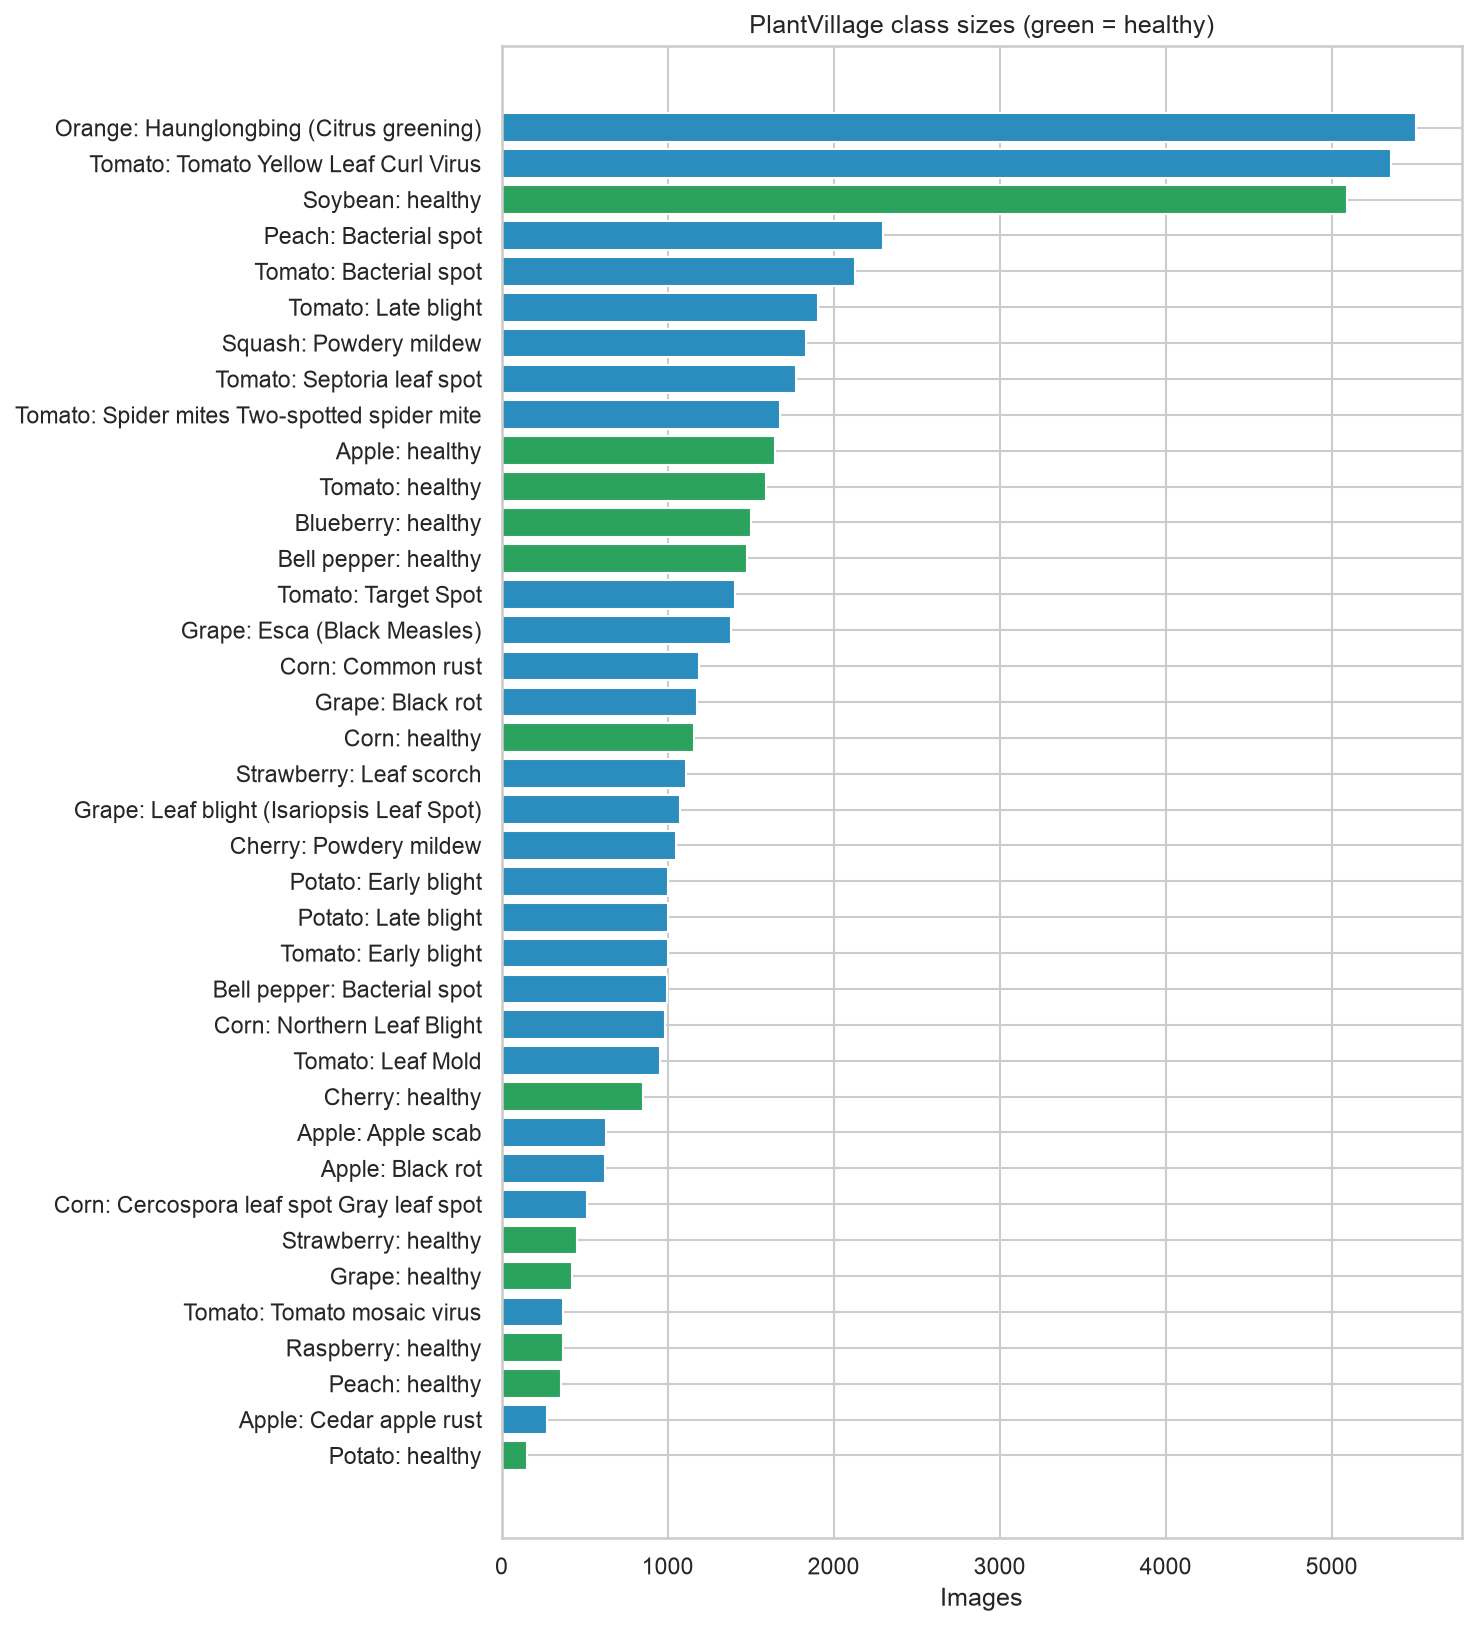 PlantVillage class sizes (green = healthy)
Orange: Haunglongbing (Citrus greening)
Tomato: Tomato Yellow Leaf Curl Virus
Soybean: healthy
Peach: Bacterial spot
Tomato: Bacterial spot
Tomato: Late blight
Squash: Powdery mildew
Tomato: Septoria leaf spot
Tomato: Spider mites Two-spotted spider mite
Apple: healthy
Tomato: healthy
Blueberry: healthy
Bell pepper: healthy
Tomato: Target Spot
Grape: Esca (Black Measles)
Corn: Common rust
Grape: Black rot
Corn: healthy
Strawberry: Leaf scorch
Grape: Leaf blight (Isariopsis Leaf Spot)
Cherry: Powdery mildew
Potato: Early blight
Potato: Late blight
Tomato: Early blight
Bell pepper: Bacterial spot
Corn: Northern Leaf Blight
Tomato: Leaf Mold
Cherry: healthy
Apple: Apple scab
Apple: Black rot
Corn: Cercospora leaf spot Gray leaf spot
Strawberry: healthy
Grape: healthy
Tomato: Tomato mosaic virus
Raspberry: healthy
Peach: healthy
Apple: Cedar apple rust
Potato: healthy
0 1000 2000 3000 4000 5000
Images